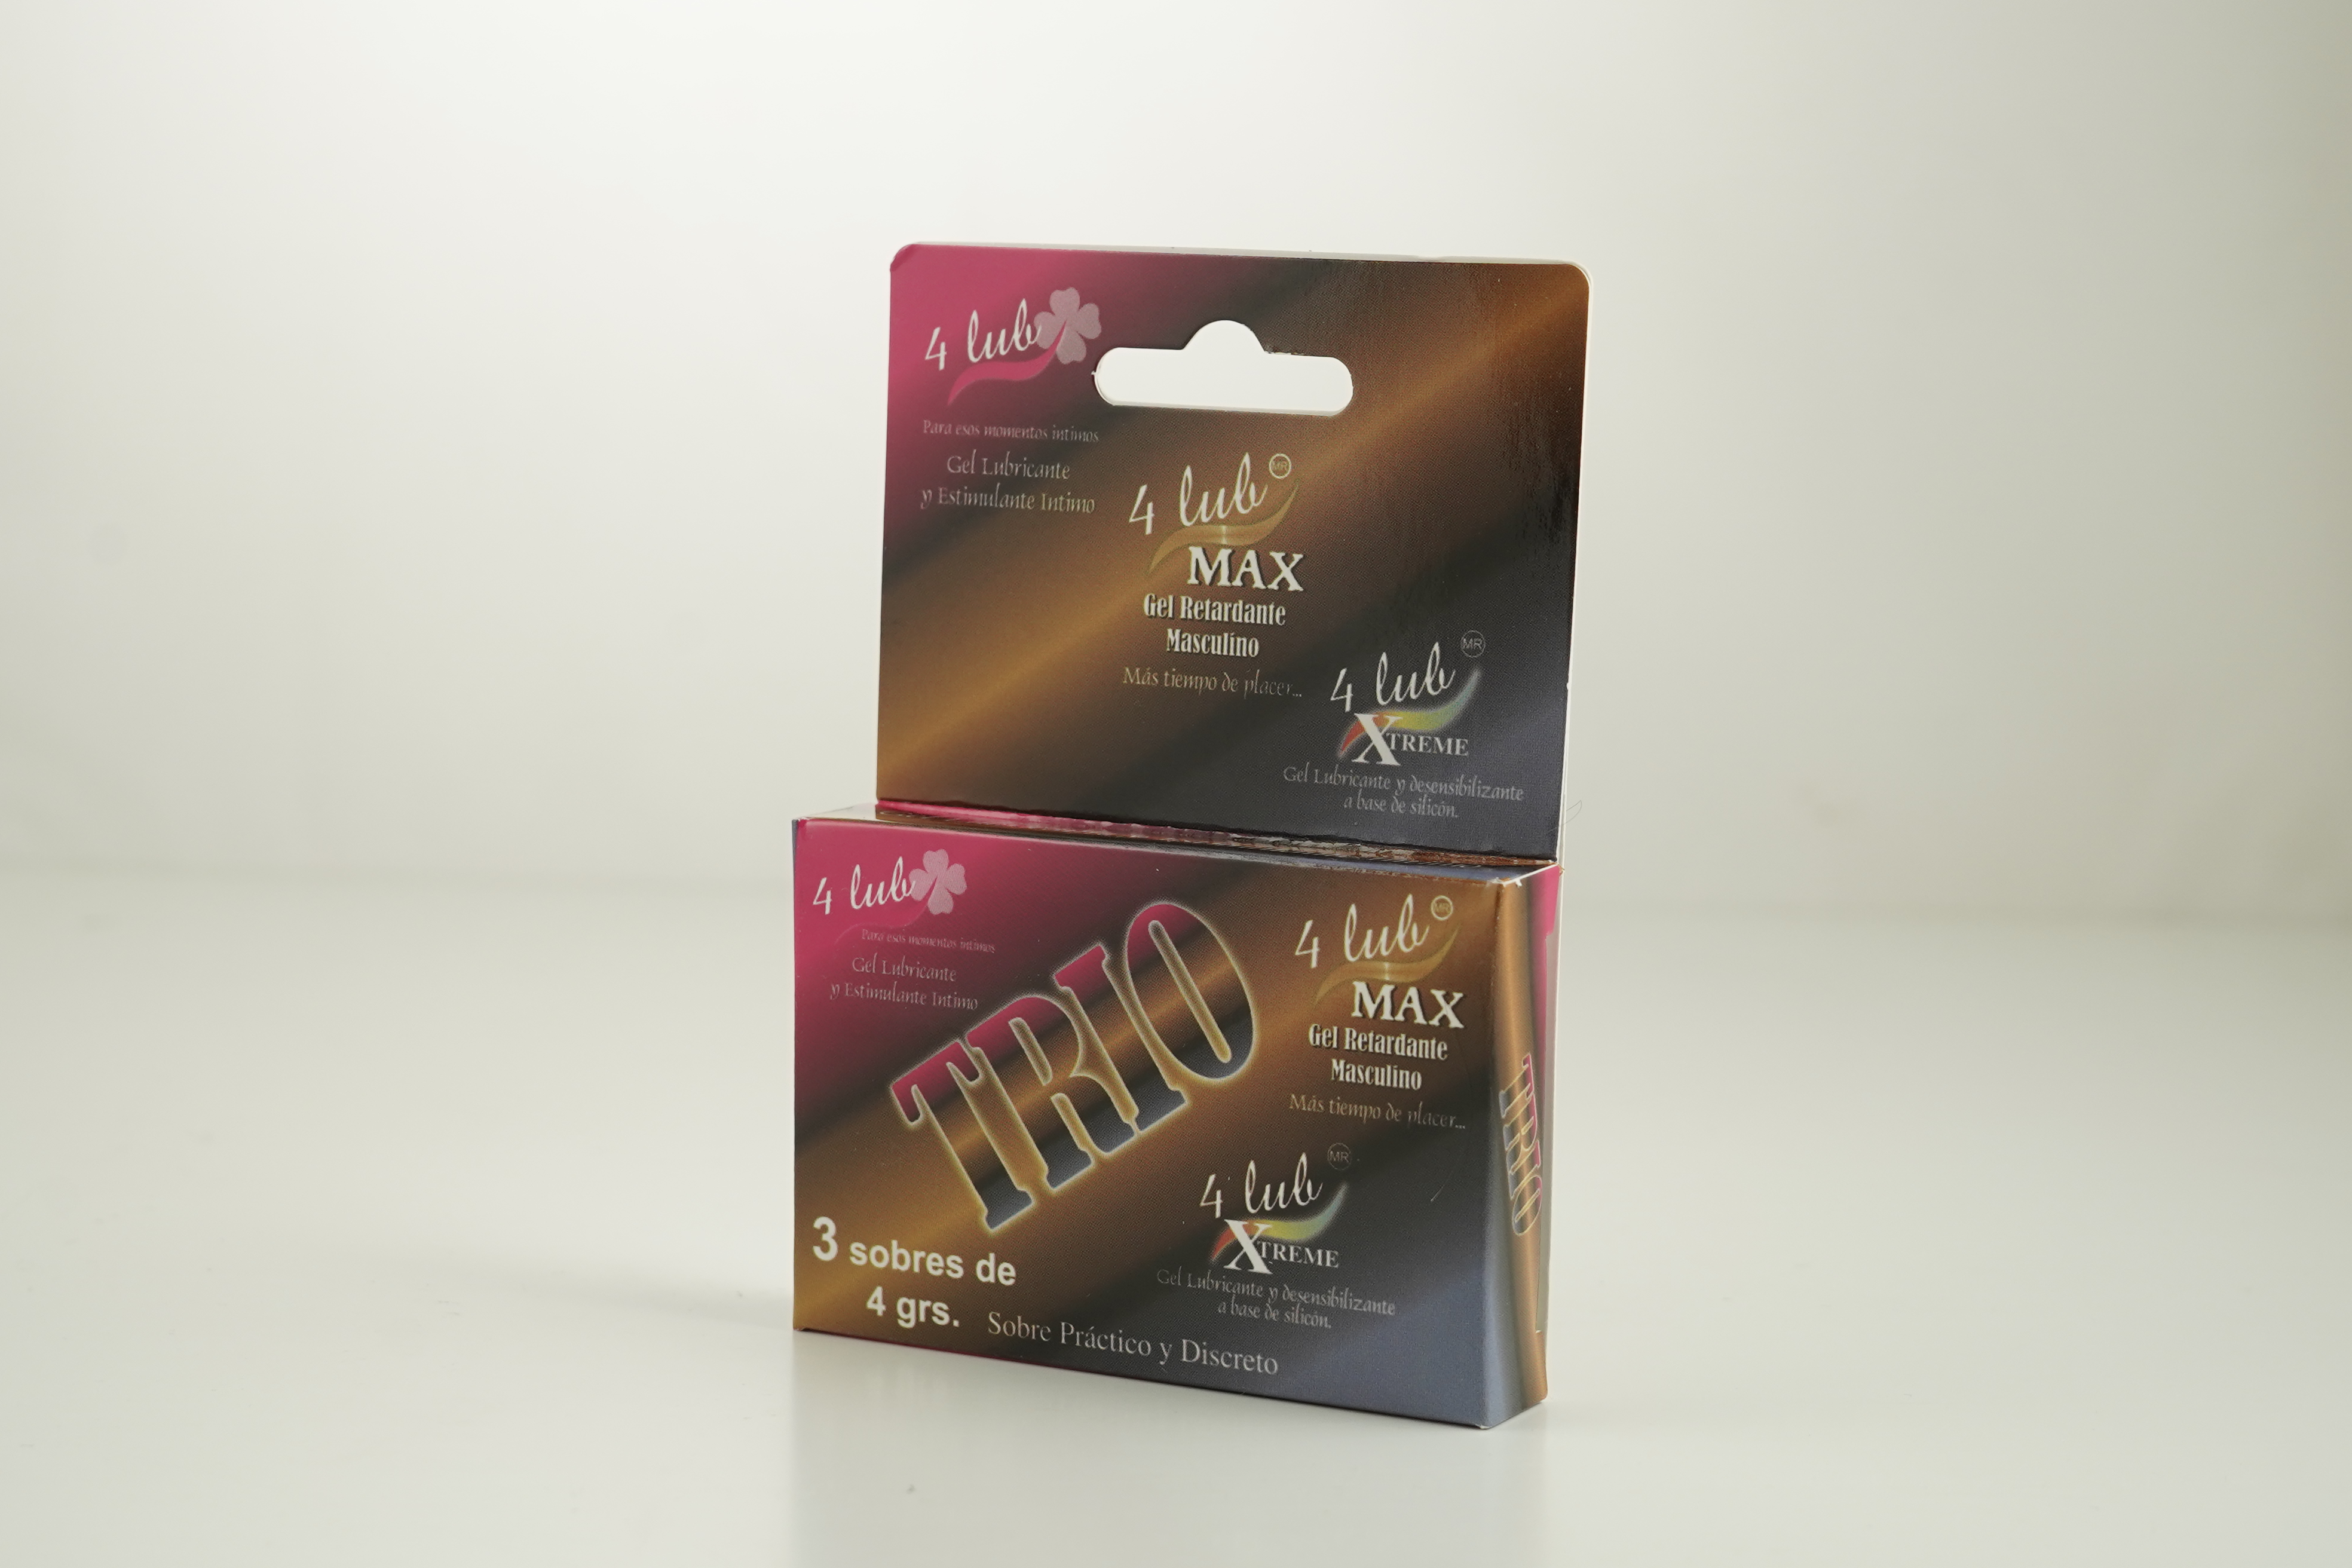 4 lub
Para esos momentos intimos
Gel Lubricante
y Estimulante Intimo
4 lub MR
MAX
Gel Retardante
Masculino
Más tiempo de placer...
4 lub MR
XTREME
Gel Lubricante y desensibilizante
a base de silicón.
4 lub
Para esos momentos intimos
Gel Lubricante
y Estimulante Intimo
TRIO
4 lub MR
MAX
Gel Retardante
Masculino
Más tiempo de placer...
4 lub MR
XTREME
Gel Lubricante y desensibilizante
a base de silicón.
3 sobres de
4 grs.
Sobre Práctico y Discreto
TRIO